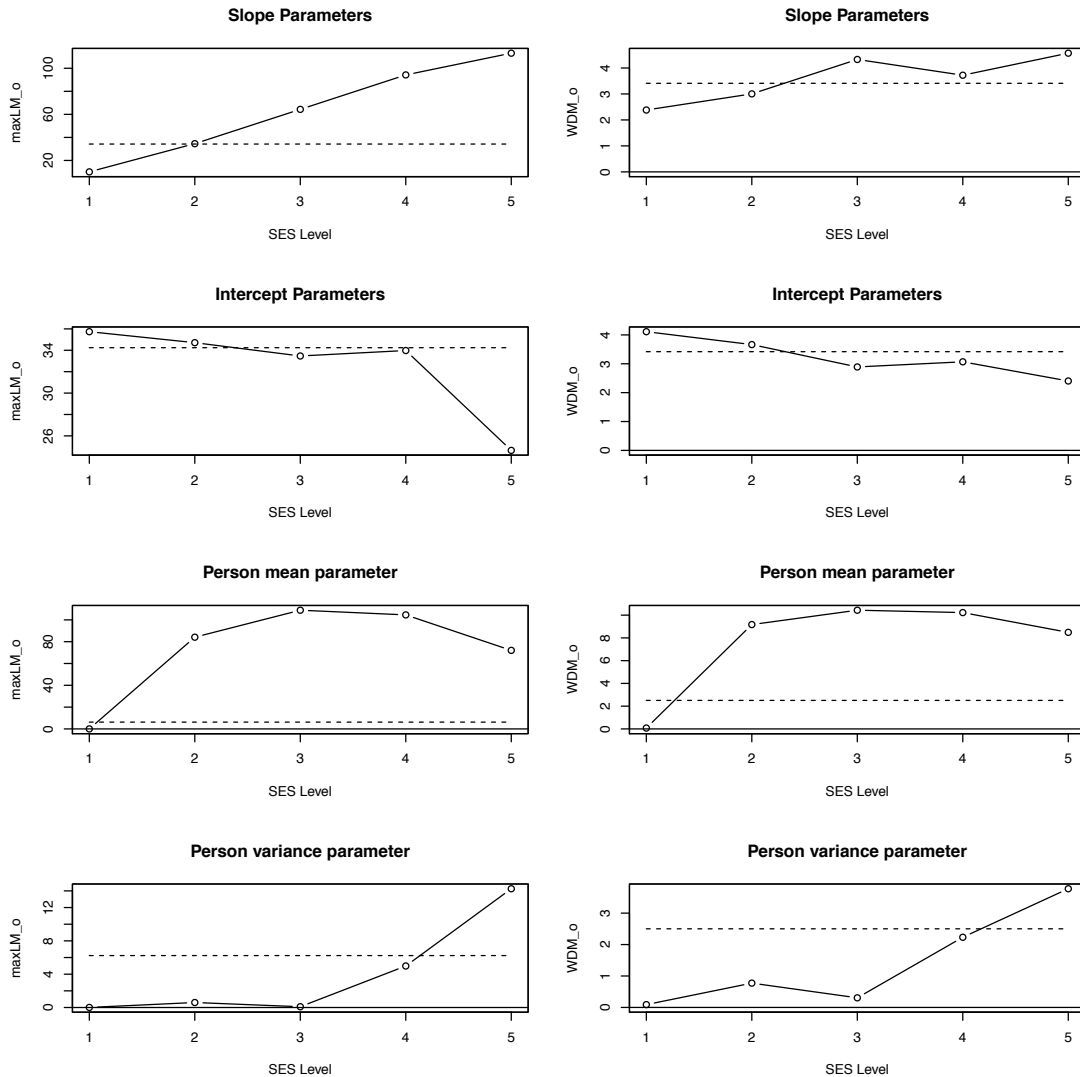 Slope Parameters
maxLM_o
20
60
100
1 2 3 4 5
SES Level
Slope Parameters
WDM_o
0 1 2 3 4
1 2 3 4 5
SES Level
Intercept Parameters
maxLM_o
26 30 34
1 2 3 4 5
SES Level
Intercept Parameters
WDM_o
0 1 2 3 4
1 2 3 4 5
SES Level
Person mean parameter
maxLM_o
0 40 80
1 2 3 4 5
SES Level
Person mean parameter
WDM_o
0 2 4 6 8
1 2 3 4 5
SES Level
Person variance parameter
maxLM_o
0 4 8 12
1 2 3 4 5
SES Level
Person variance parameter
WDM_o
0 1 2 3
1 2 3 4 5
SES Level